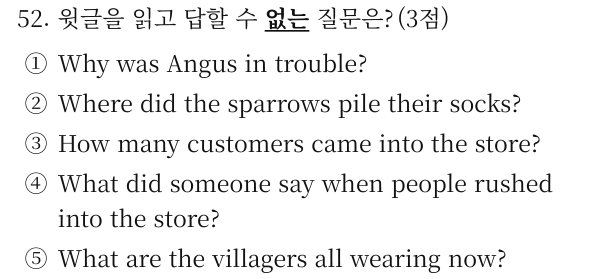 52. 윗글을 읽고 답할 수 없는 질문은?(3점)
① Why was Angus in trouble?
② Where did the sparrows pile their socks?
③ How many customers came into the store?
④ What did someone say when people rushed
into the store?
⑤ What are the villagers all wearing now?